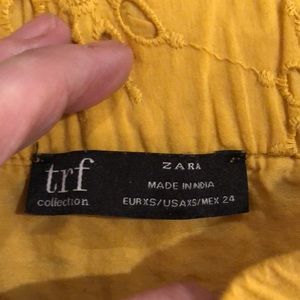 trf
collection
ZARA
MADE IN INDIA
EUR XS/USA XS/MEX 24